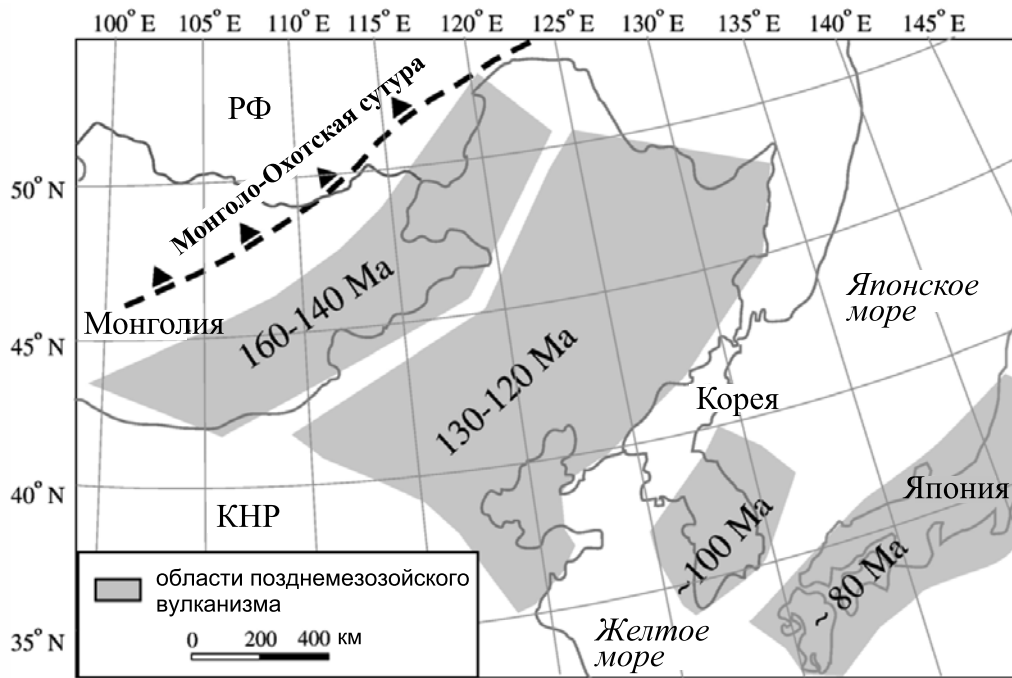 100°E 105°E 110°E 115°E 120°E 125°E 130°E 135°E 140°E 145°E
РФ
Монголо-Охотская сутура
50°N
160-140 Ma
Монголия
45°N
Японское
море
130-120 Ma
Корея
40°N
КНР
Япония
~100 Ma
~ 80 Ma
области позднемезозойского
вулканизма
0 200 400 км
Желтое
море
35°N